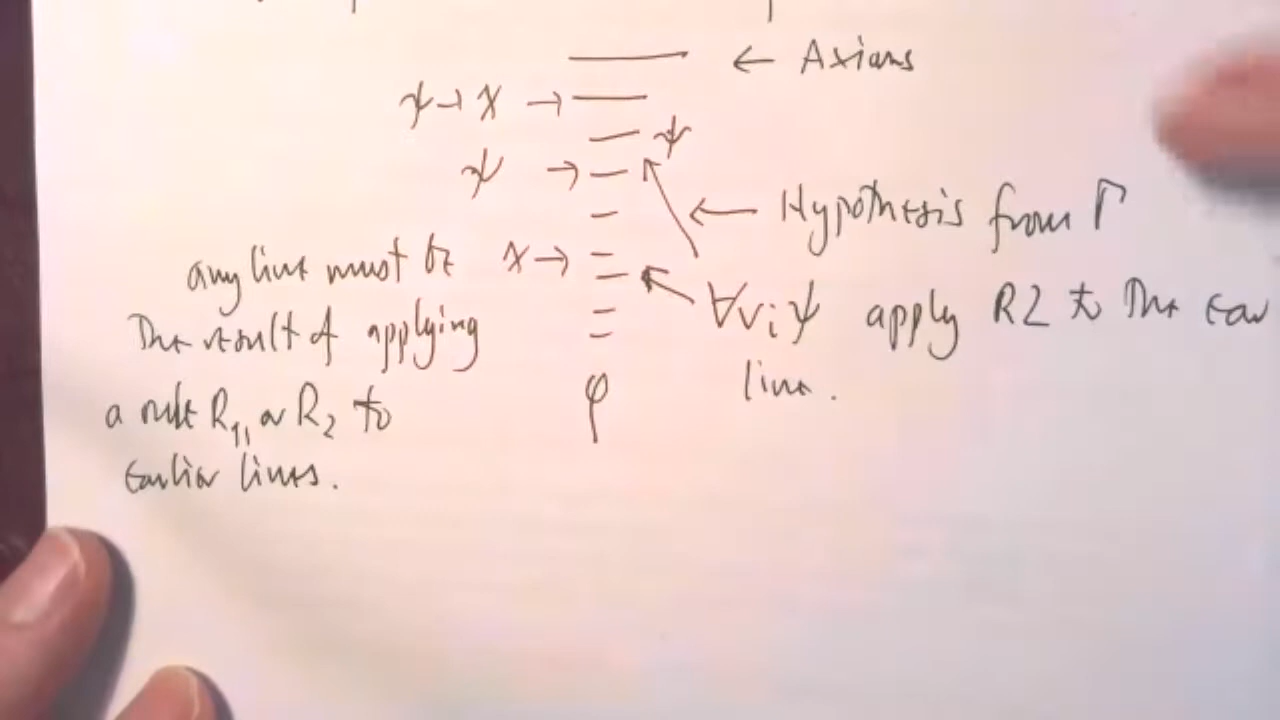 ← Axioms
ψ → χ →
ψ
ψ →
← Hypothesis from Γ
any line must be χ →
∀vᵢψ apply R2 to the
the result of applying
line.
a rule R₁, or R₂ to
φ
earlier lines.